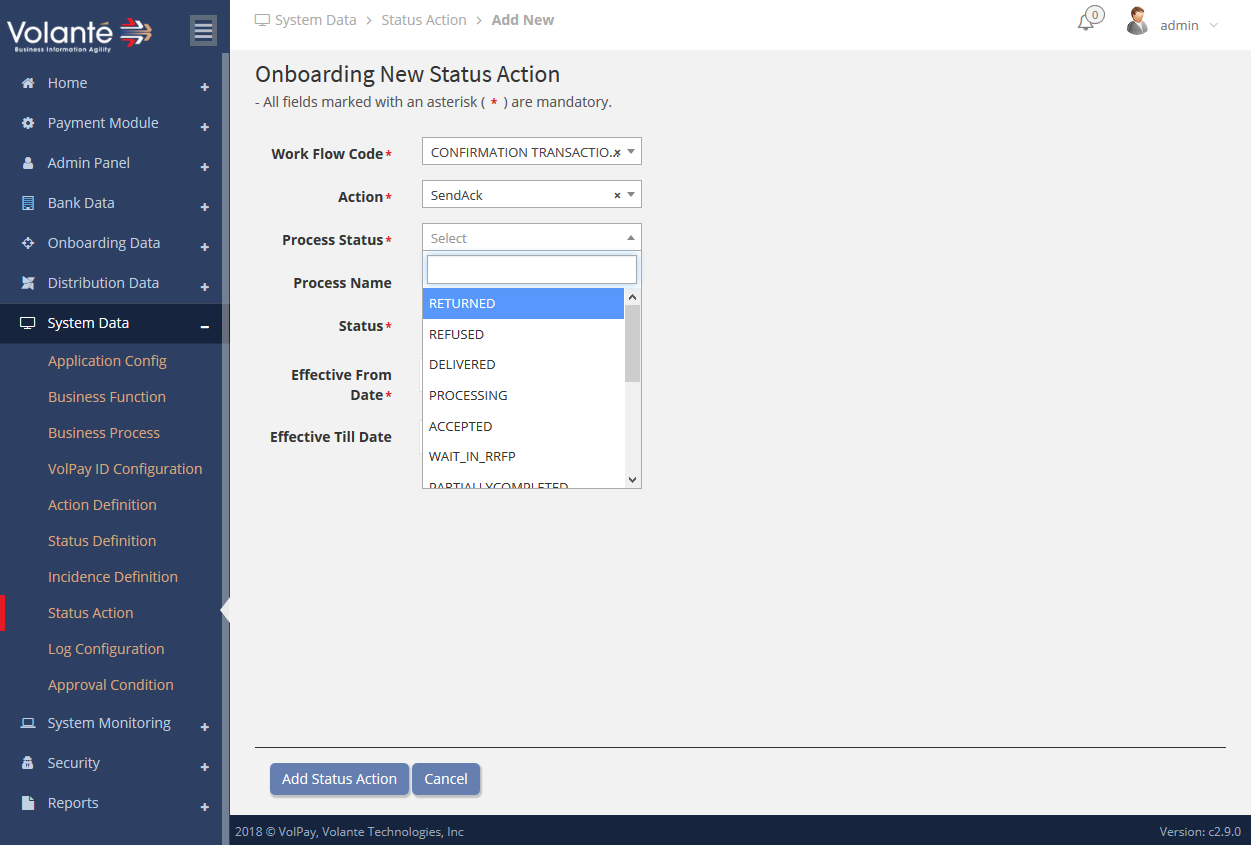 Volanté
Business Information Agility
System Data > Status Action > Add New
0
admin
Home
Payment Module
Admin Panel
Bank Data
Onboarding Data
Distribution Data
System Data
Application Config
Business Function
Business Process
VolPay ID Configuration
Action Definition
Status Definition
Incidence Definition
Status Action
Log Configuration
Approval Condition
System Monitoring
Security
Reports
Onboarding New Status Action
- All fields marked with an asterisk ( * ) are mandatory.
Work Flow Code* CONFIRMATION TRANSACTIO... ×
Action* SendAck ×
Process Status* Select
Process Name
Status*
Effective From
Date*
Effective Till Date
RETURNED
REFUSED
DELIVERED
PROCESSING
ACCEPTED
WAIT_IN_RRFP
PARTIALLYCOMPLETED
Add Status Action Cancel
2018 © VolPay, Volante Technologies, Inc Version: c2.9.0